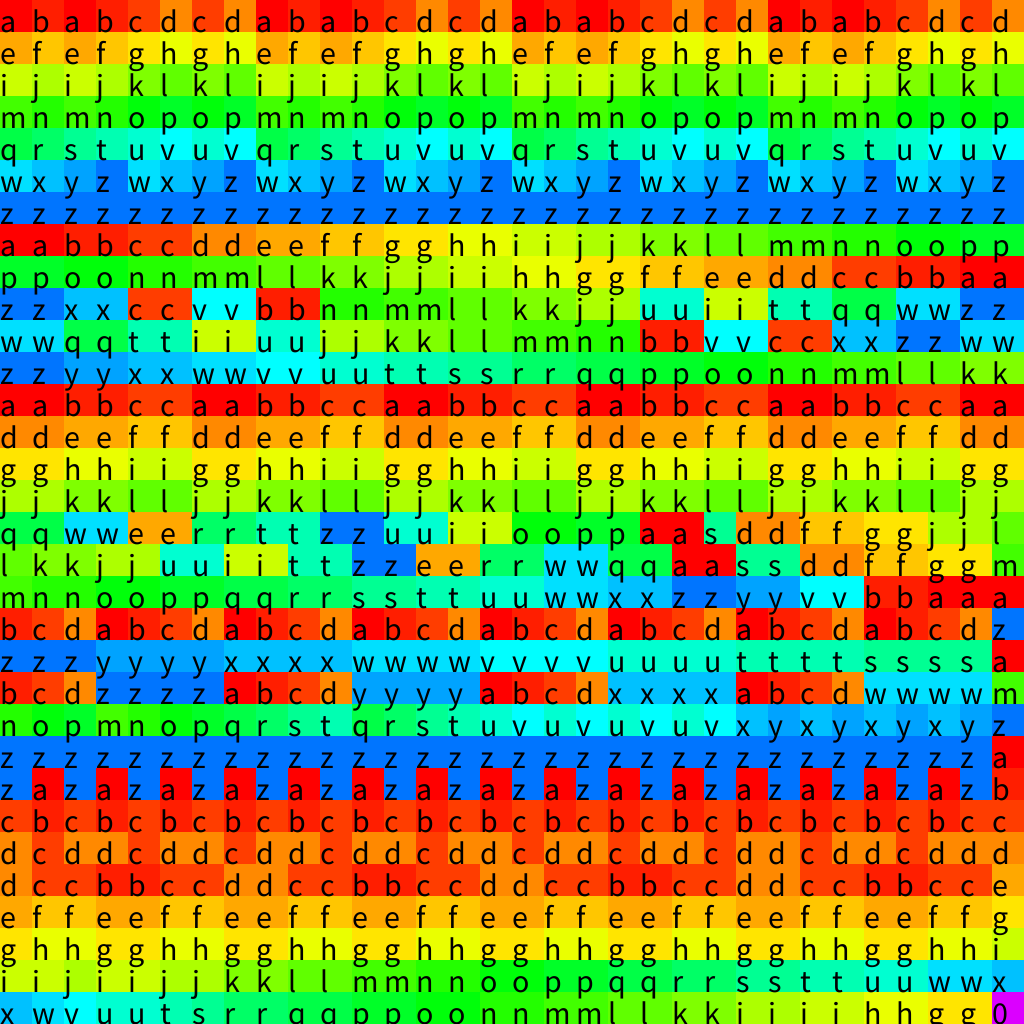 a b a b c d c d a b a b c d c d a b a b c d c d a b a b c d c d
e f e f g h g h e f e f g h g h e f e f g h g h e f e f g h g h
i j i j k l k l i j i j k l k l i j i j k l k l i j i j k l k l
m n m n o p o p m n m n o p o p m n m n o p o p m n m n o p o p
q r s t u v u v q r s t u v u v q r s t u v u v q r s t u v u v
w x y z w x y z w x y z w x y z w x y z w x y z w x y z w x y z
z z z z z z z z z z z z z z z z z z z z z z z z z z z z z z z z
a a b b c c d d e e f f g g h h i i j j k k l l m m n n o o p p
p p o o n n m m l l k k j j i i h h g g f f e e d d c c b b a a
z z x x c c v v b b n n m m l l k k j j u u i i t t q q w w z z
w w q q t t i i u u j j k k l l m m n n b b v v c c x x z z w w
z z y y x x w w v v u u t t s s r r q q p p o o n n m m l l k k
a a b b c c a a b b c c a a b b c c a a b b c c a a b b c c a a
d d e e f f d d e e f f d d e e f f d d e e f f d d e e f f d d
g g h h i i g g h h i i g g h h i i g g h h i i g g h h i i g g
j j k k l l j j k k l l j j k k l l j j k k l l j j k k l l j j
q q w w e e r r t t z z u u i i o o p p a a s d d f f g g j j l
l k k j j u u i i t t z z e e r r w w q q a a s s d d f f g g m
m n n o o p p q q r r s s t t u u w w x x z z y y v v b b a a a
b c d a b c d a b c d a b c d a b c d a b c d a b c d a b c d z
z z z y y y y x x x x w w w w v v v v u u u u t t t t s s s s a
b c d z z z z a b c d y y y y a b c d x x x x a b c d w w w w m
n o p m n o p q r s t q r s t u v u v u v u v x y x y x y x y z
z z z z z z z z z z z z z z z z z z z z z z z z z z z z z z z a
z a z a z a z a z a z a z a z a z a z a z a z a z a z a z a z b
c b c b c b c b c b c b c b c b c b c b c b c b c b c b c b c c
d c d d c d d c d d c d d c d d c d d c d d c d d c d d c d d d
d c c b b c c d d c c b b c c d d c c b b c c d d c c b b c c e
e f f e e f f e e f f e e f f e e f f e e f f e e f f e e f f g
g h h g g h h g g h h g g h h g g h h g g h h g g h h g g h h i
i i j i i j j k k l l m m n n o o p p q q r r s s t t u u w w x
x w v u u t s r r q q p p o o n n m m l l k k j j i i h h g g 0